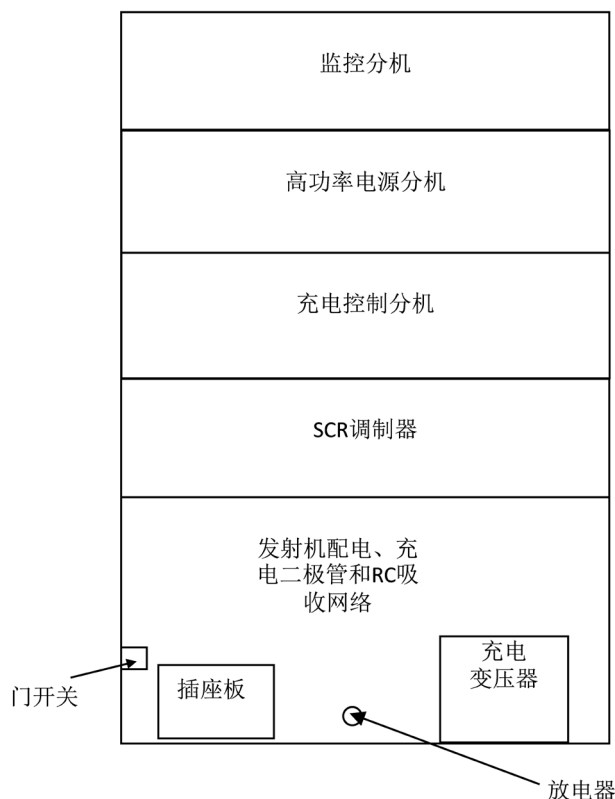 监控分机
高功率电源分机
充电控制分机
SCR调制器
发射机配电、充
电二极管和RC吸
收网络
门开关
插座板
充电
变压器
放电器